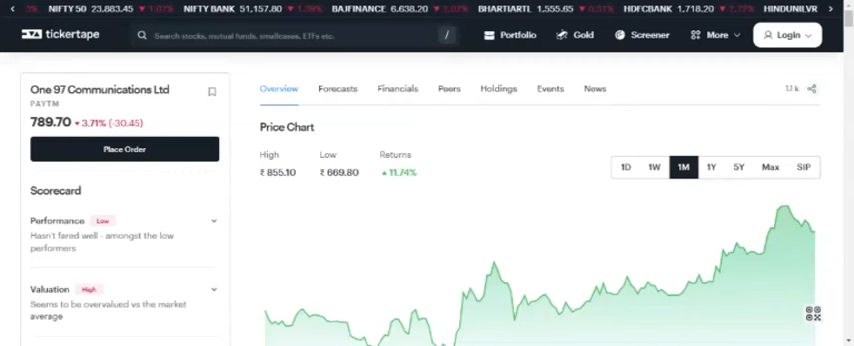 NIFTY 50 23,883.45 ▼ 1.07% NIFTY BANK 51,157.80 ▼ 1.39% BAJFINANCE 6,638.20 ▼ 2.07% BHARTIARTL 1,555.65 ▼ 0.51% HDFCBANK 1,718.20 ▼ 2.73% HINDUNILVR
tickertape Search stocks, mutual funds, smallcases, ETFs etc. / Portfolio Gold Screener More Login
One 97 Communications Ltd
PAYTM
789.70 ▼ 3.71% (-30.45)
Place Order
Scorecard
Performance Low
Hasn't fared well - amongst the low
performers
Valuation High
Seems to be overvalued vs the market
average
Overview Forecasts Financials Peers Holdings Events News 1.1 k
Price Chart
High Low Returns
₹ 855.10 ₹ 669.80 ▲ 11.74%
1D 1W 1M 1Y 5Y Max SIP